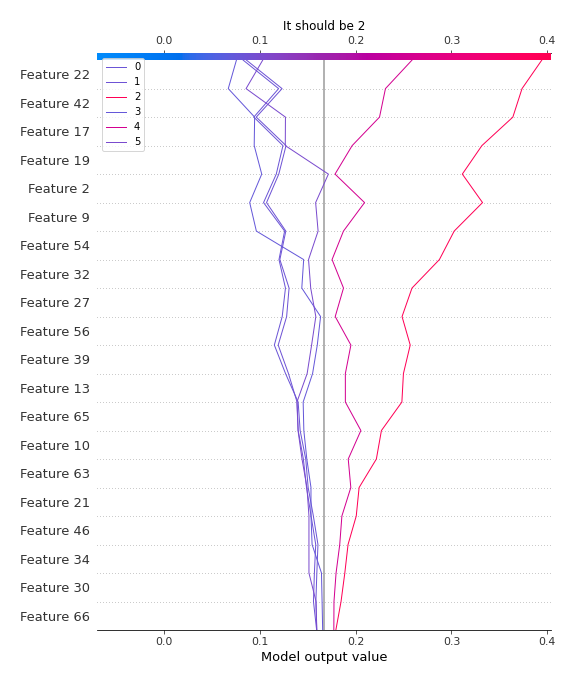 It should be 2
0.0 0.1 0.2 0.3 0.4
0
1
2
3
4
5
Feature 22
Feature 42
Feature 17
Feature 19
Feature 2
Feature 9
Feature 54
Feature 32
Feature 27
Feature 56
Feature 39
Feature 13
Feature 65
Feature 10
Feature 63
Feature 21
Feature 46
Feature 34
Feature 30
Feature 66
0.0 0.1 0.2 0.3 0.4
Model output value